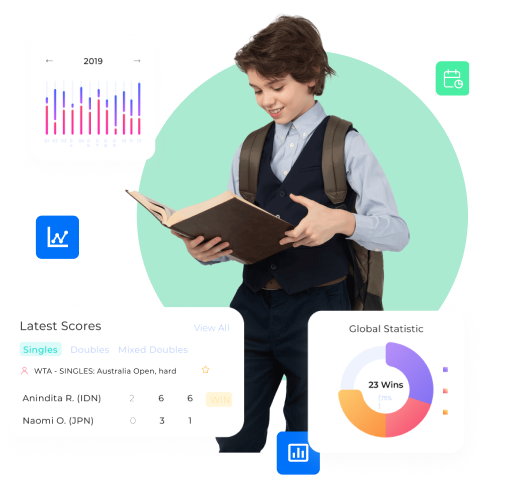 ← 2019 →
Latest Scores
View All
Singles Doubles Mixed Doubles
WTA - SINGLES: Australia Open, hard
Anindita R. (IDN) 2 6 6 WIN
Naomi O. (JPN) 0 3 1
Global Statistic
23 Wins